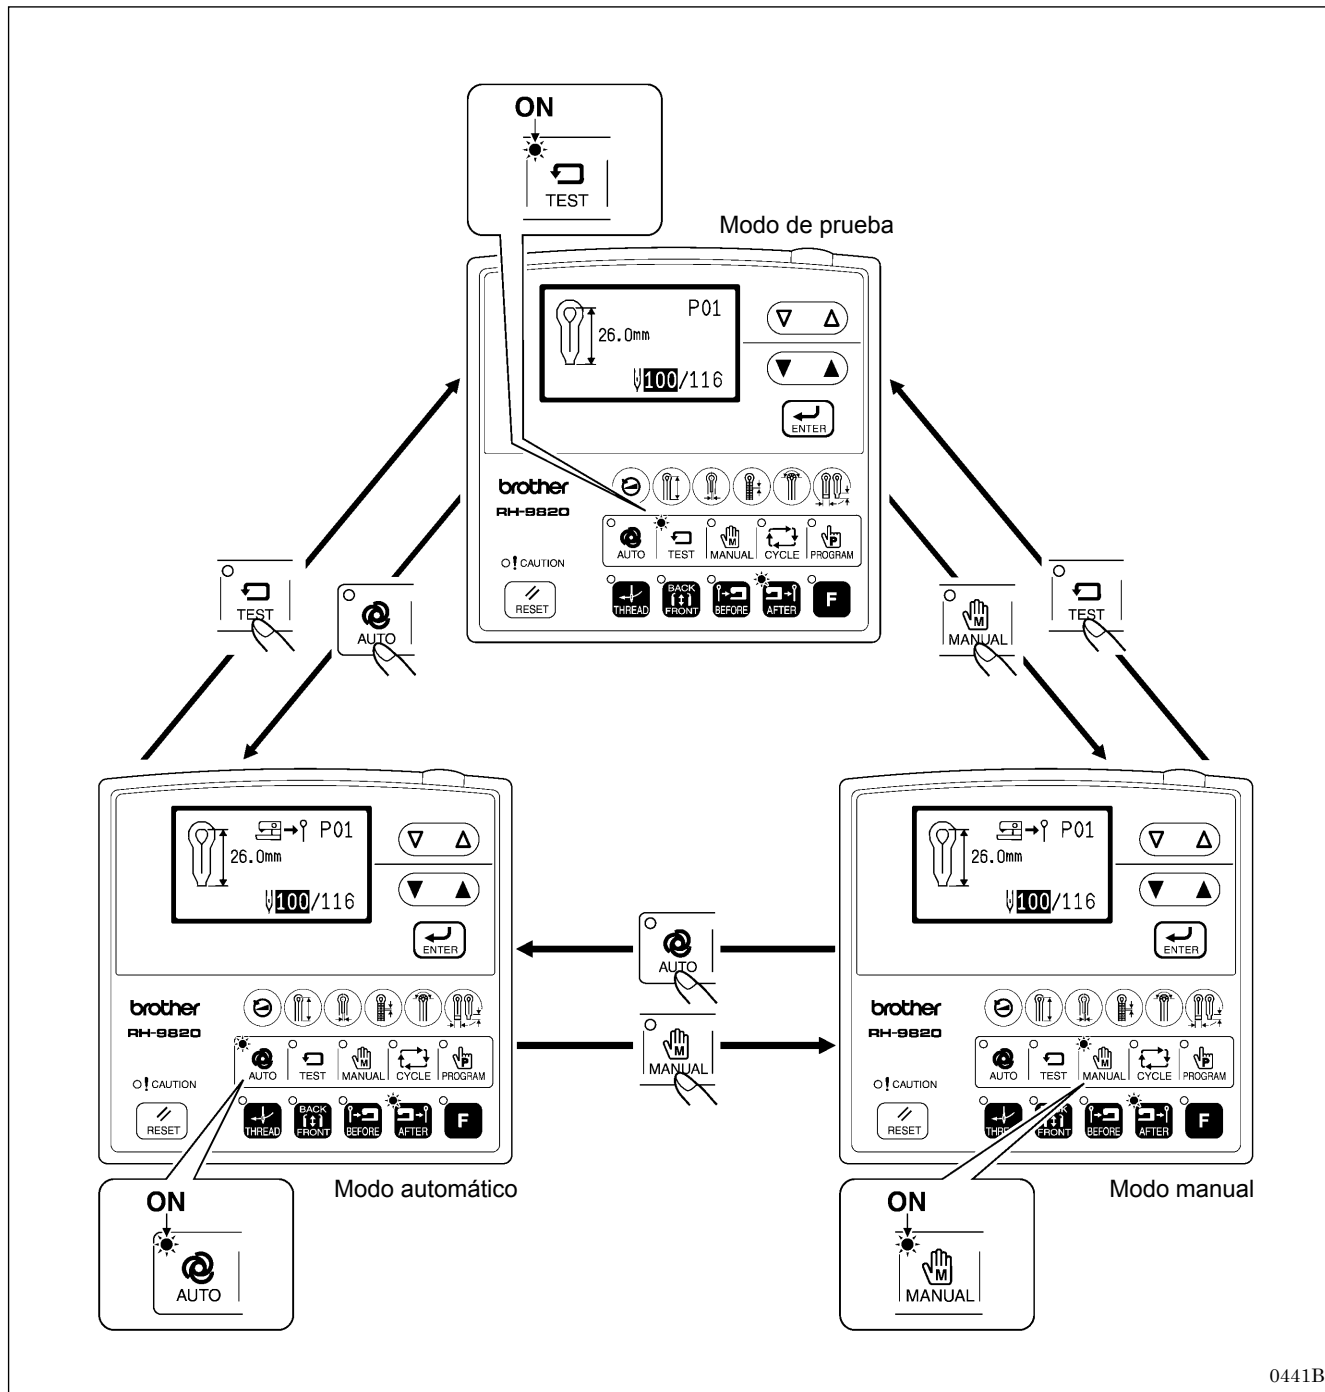 ON
TEST
Modo de prueba
P01
26.0mm
100/116
ENTER
brother
RH-9820
AUTO TEST MANUAL CYCLE PROGRAM
! CAUTION
RESET THREAD BACK FRONT BEFORE AFTER F
TEST
AUTO
MANUAL
TEST
P01
26.0mm
100/116
ENTER
brother
RH-9820
AUTO TEST MANUAL CYCLE PROGRAM
! CAUTION
RESET THREAD BACK FRONT BEFORE AFTER F
Modo automático
ON
AUTO
AUTO
MANUAL
P01
26.0mm
100/116
ENTER
brother
RH-9820
AUTO TEST MANUAL CYCLE PROGRAM
! CAUTION
RESET FRONT BEFORE AFTER F
Modo manual
ON
MANUAL
0441B